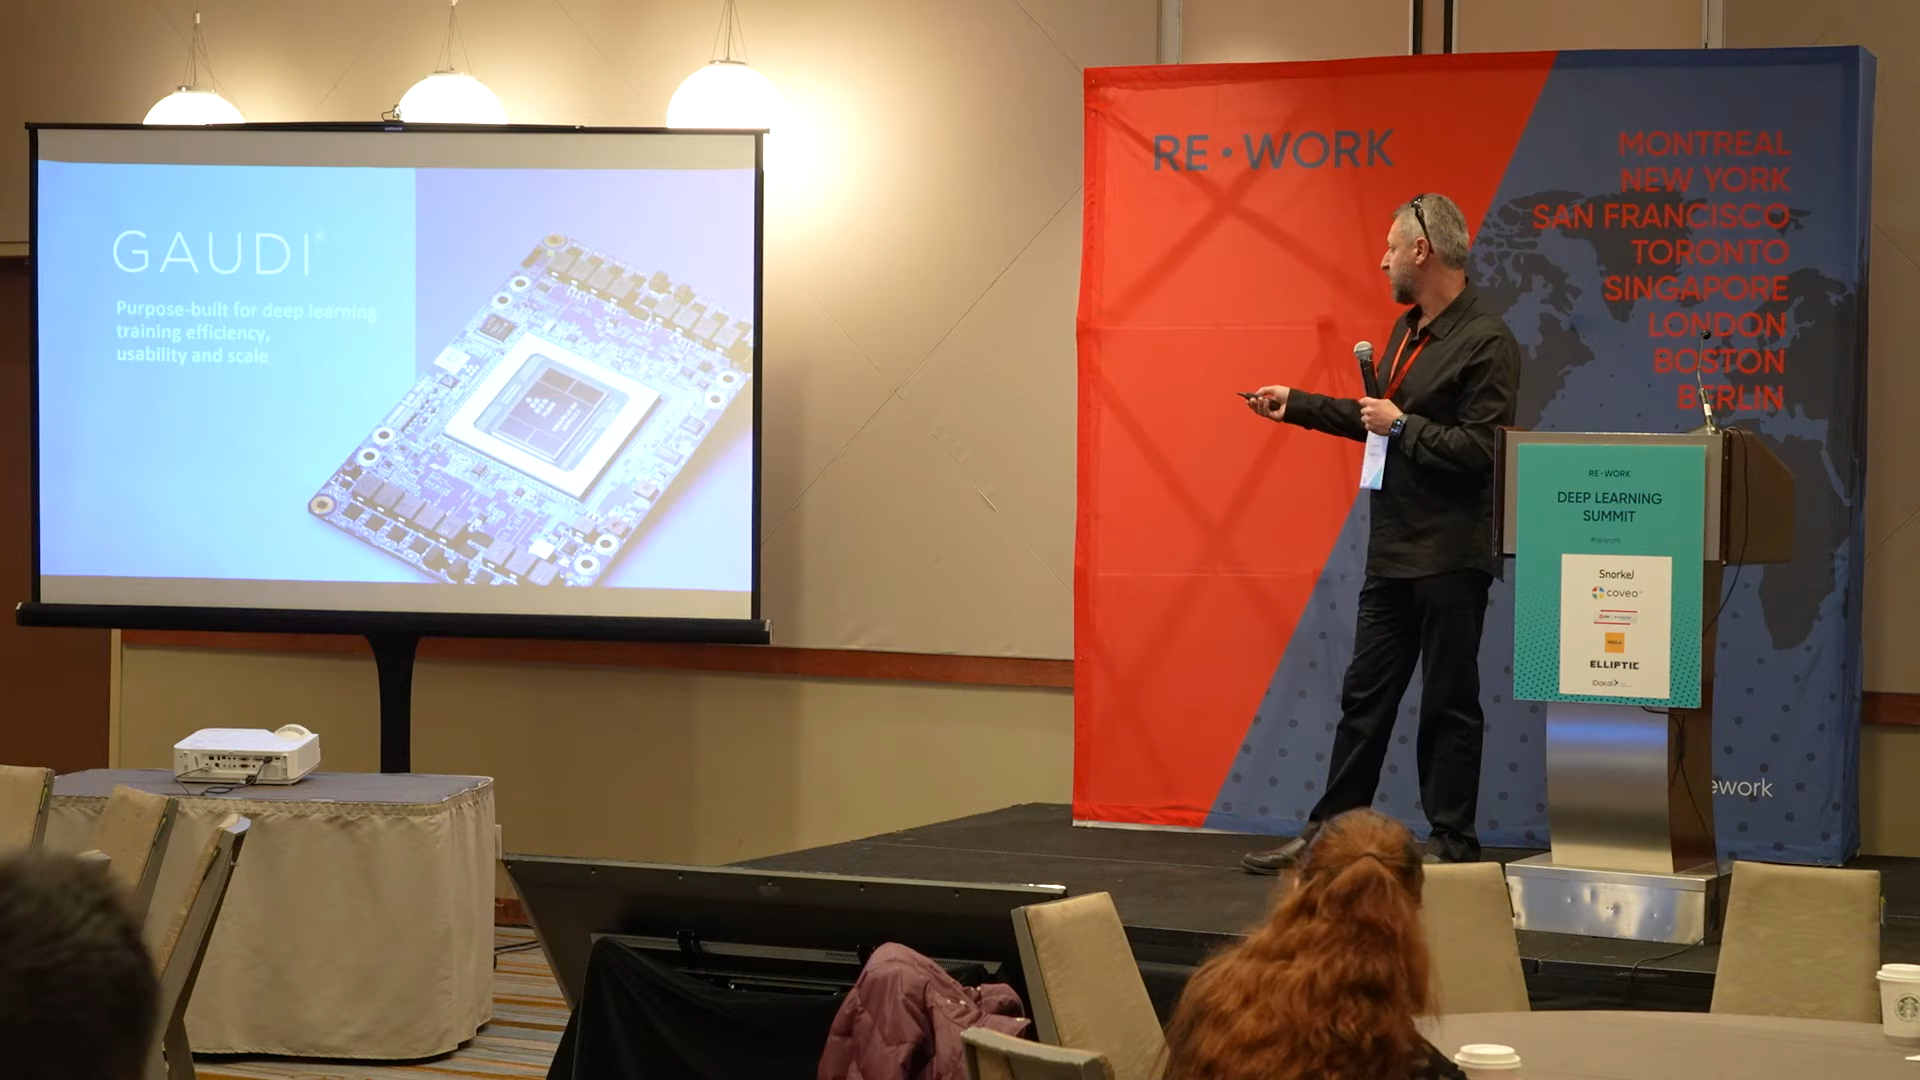 GAUDI
Purpose-built for deep learning
training efficiency,
usability and scale
RE • WORK
MONTREAL
NEW YORK
SAN FRANCISCO
TORONTO
SINGAPORE
LONDON
BOSTON
BERLIN
ework
RE • WORK
DEEP LEARNING
SUMMIT
#rework
Snorkel
coveo
ELLIPTIC